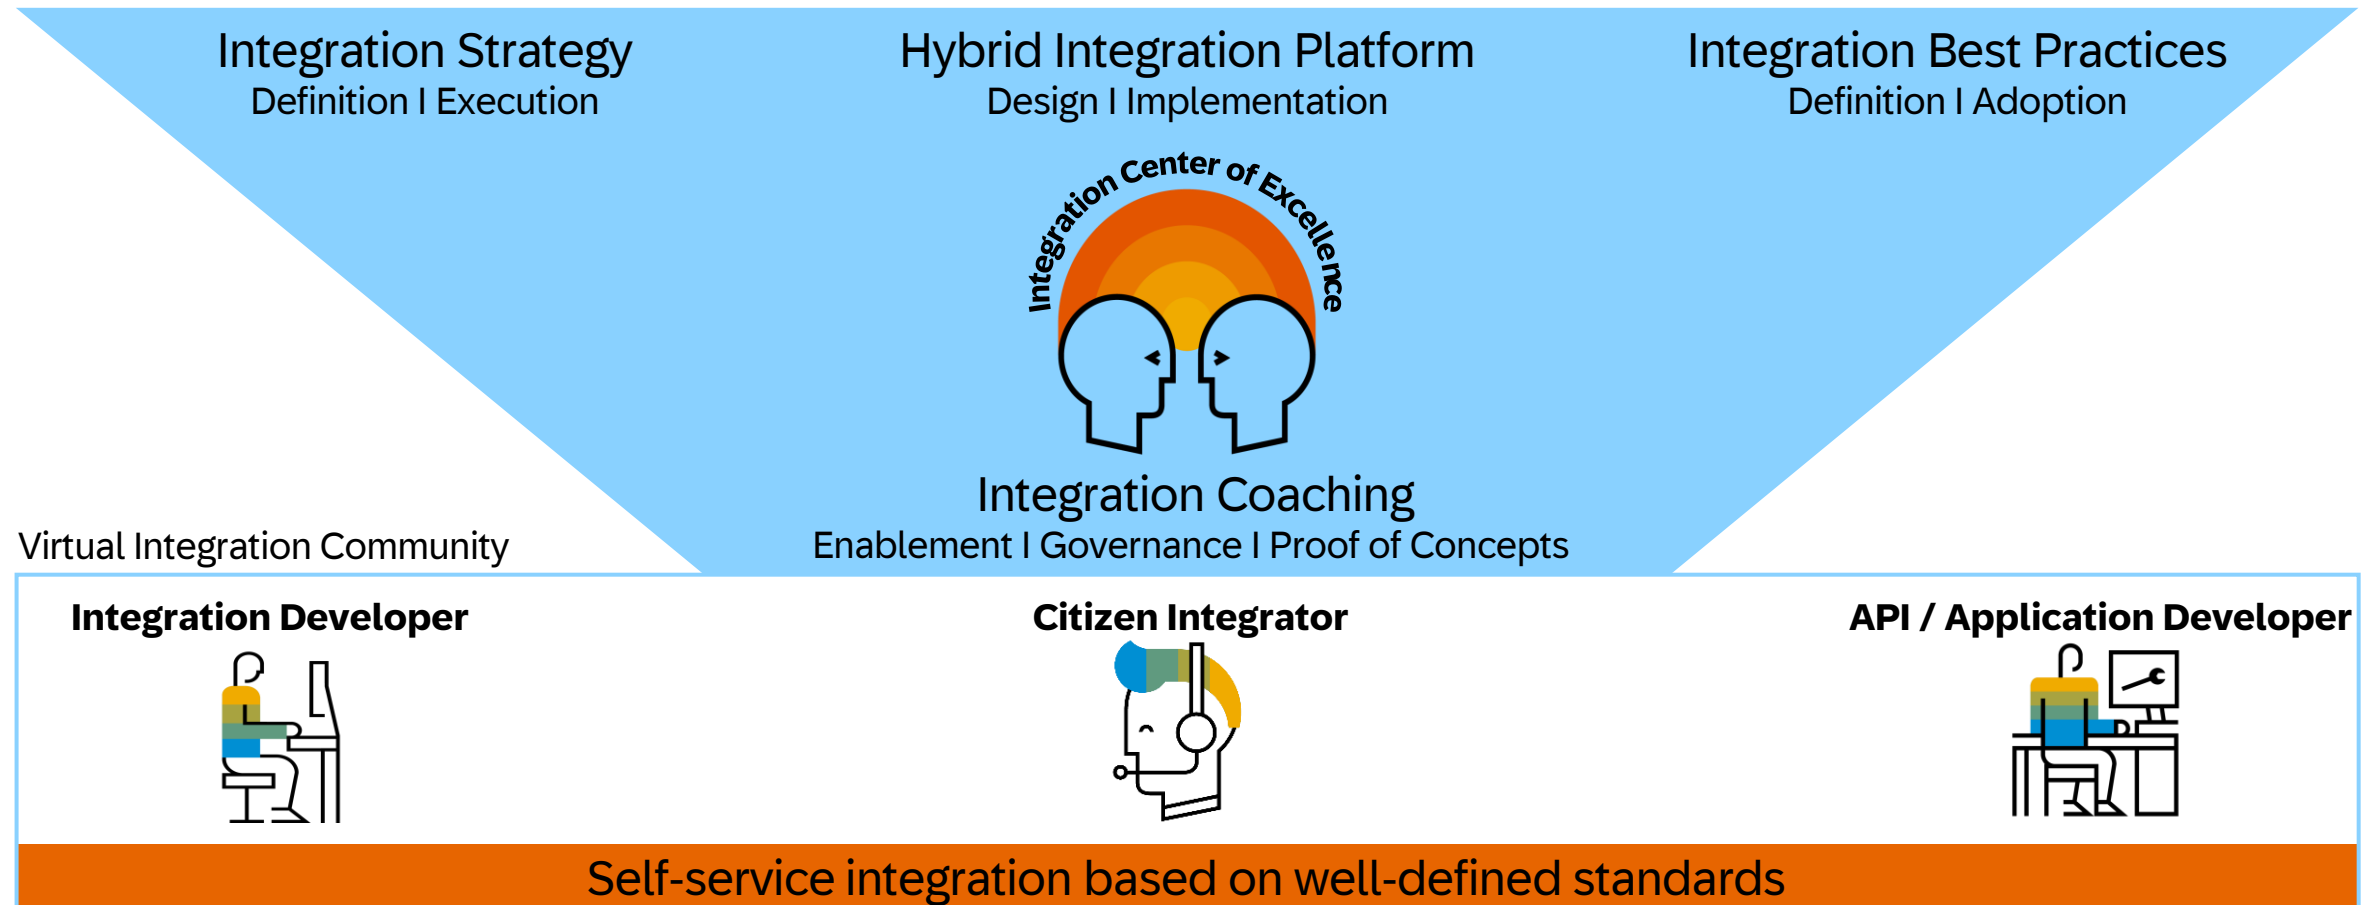 Integration Strategy
Definition I Execution
Hybrid Integration Platform
Design I Implementation
Integration Best Practices
Definition I Adoption
Integration Center of Excellence
Integration Coaching
Enablement I Governance I Proof of Concepts
Virtual Integration Community
Integration Developer
Citizen Integrator
API / Application Developer
Self-service integration based on well-defined standards